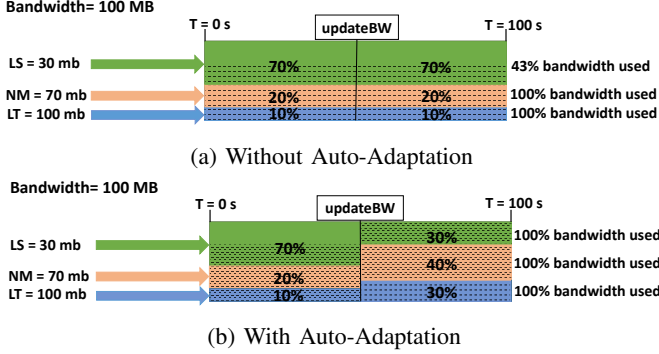 Bandwidth= 100 MB
T = 0 s
updateBW
T = 100 s
LS = 30 mb
70%
70%
43% bandwidth used
NM = 70 mb
20%
20%
100% bandwidth used
LT = 100 mb
10%
10%
100% bandwidth used
(a) Without Auto-Adaptation
Bandwidth= 100 MB
T = 0 s
updateBW
T = 100 s
LS = 30 mb
70%
30%
100% bandwidth used
NM = 70 mb
20%
40%
100% bandwidth used
LT = 100 mb
10%
30%
100% bandwidth used
(b) With Auto-Adaptation